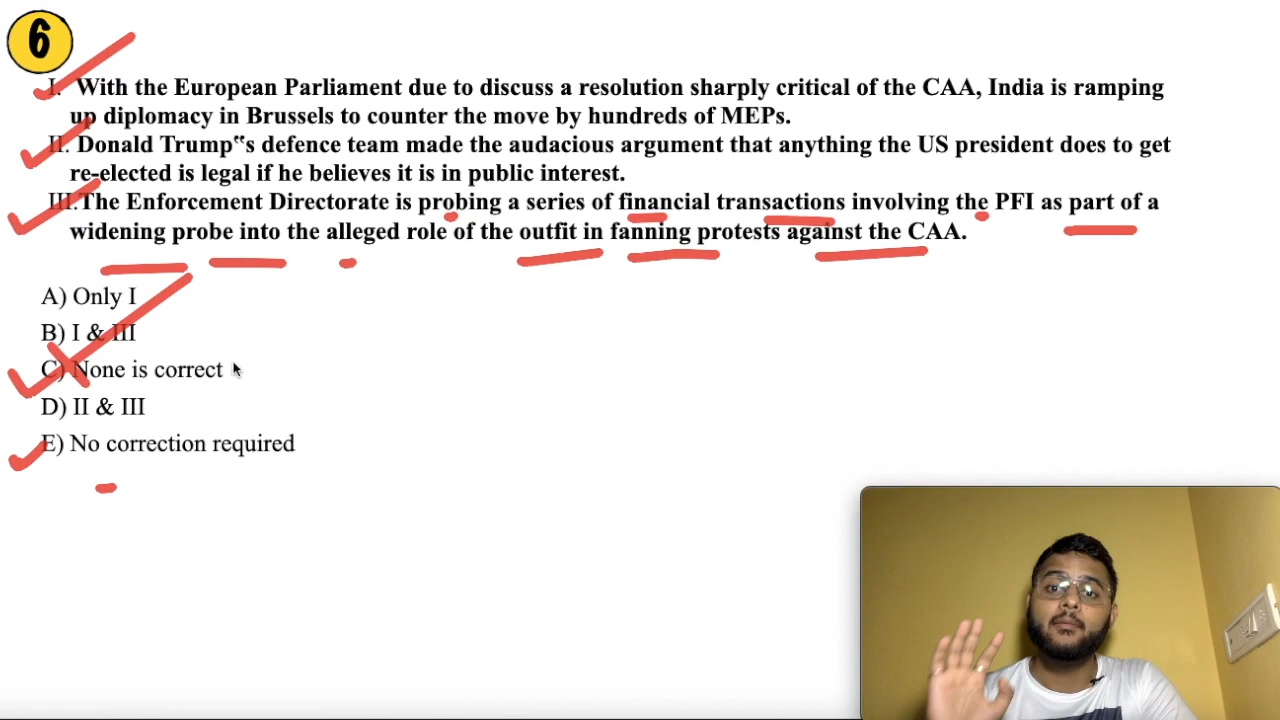 6
I. With the European Parliament due to discuss a resolution sharply critical of the CAA, India is ramping
up diplomacy in Brussels to counter the move by hundreds of MEPs.
II. Donald Trump‟s defence team made the audacious argument that anything the US president does to get
re-elected is legal if he believes it is in public interest.
III.The Enforcement Directorate is probing a series of financial transactions involving the PFI as part of a
widening probe into the alleged role of the outfit in fanning protests against the CAA.
A) Only I
B) I & III
C) None is correct
D) II & III
E) No correction required